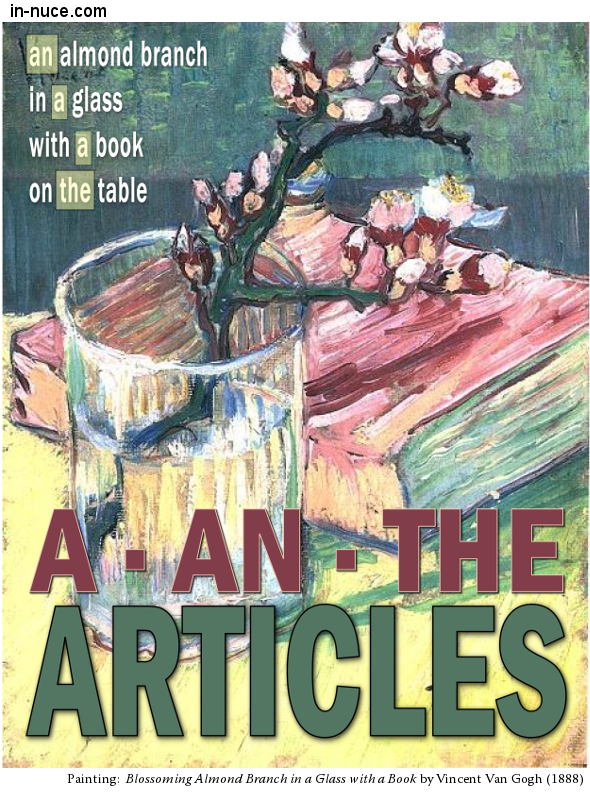 in-nuce.com
an almond branch
in a glass
with a book
on the table
A · AN · THE
ARTICLES
Painting: Blossoming Almond Branch in a Glass with a Book by Vincent Van Gogh (1888)